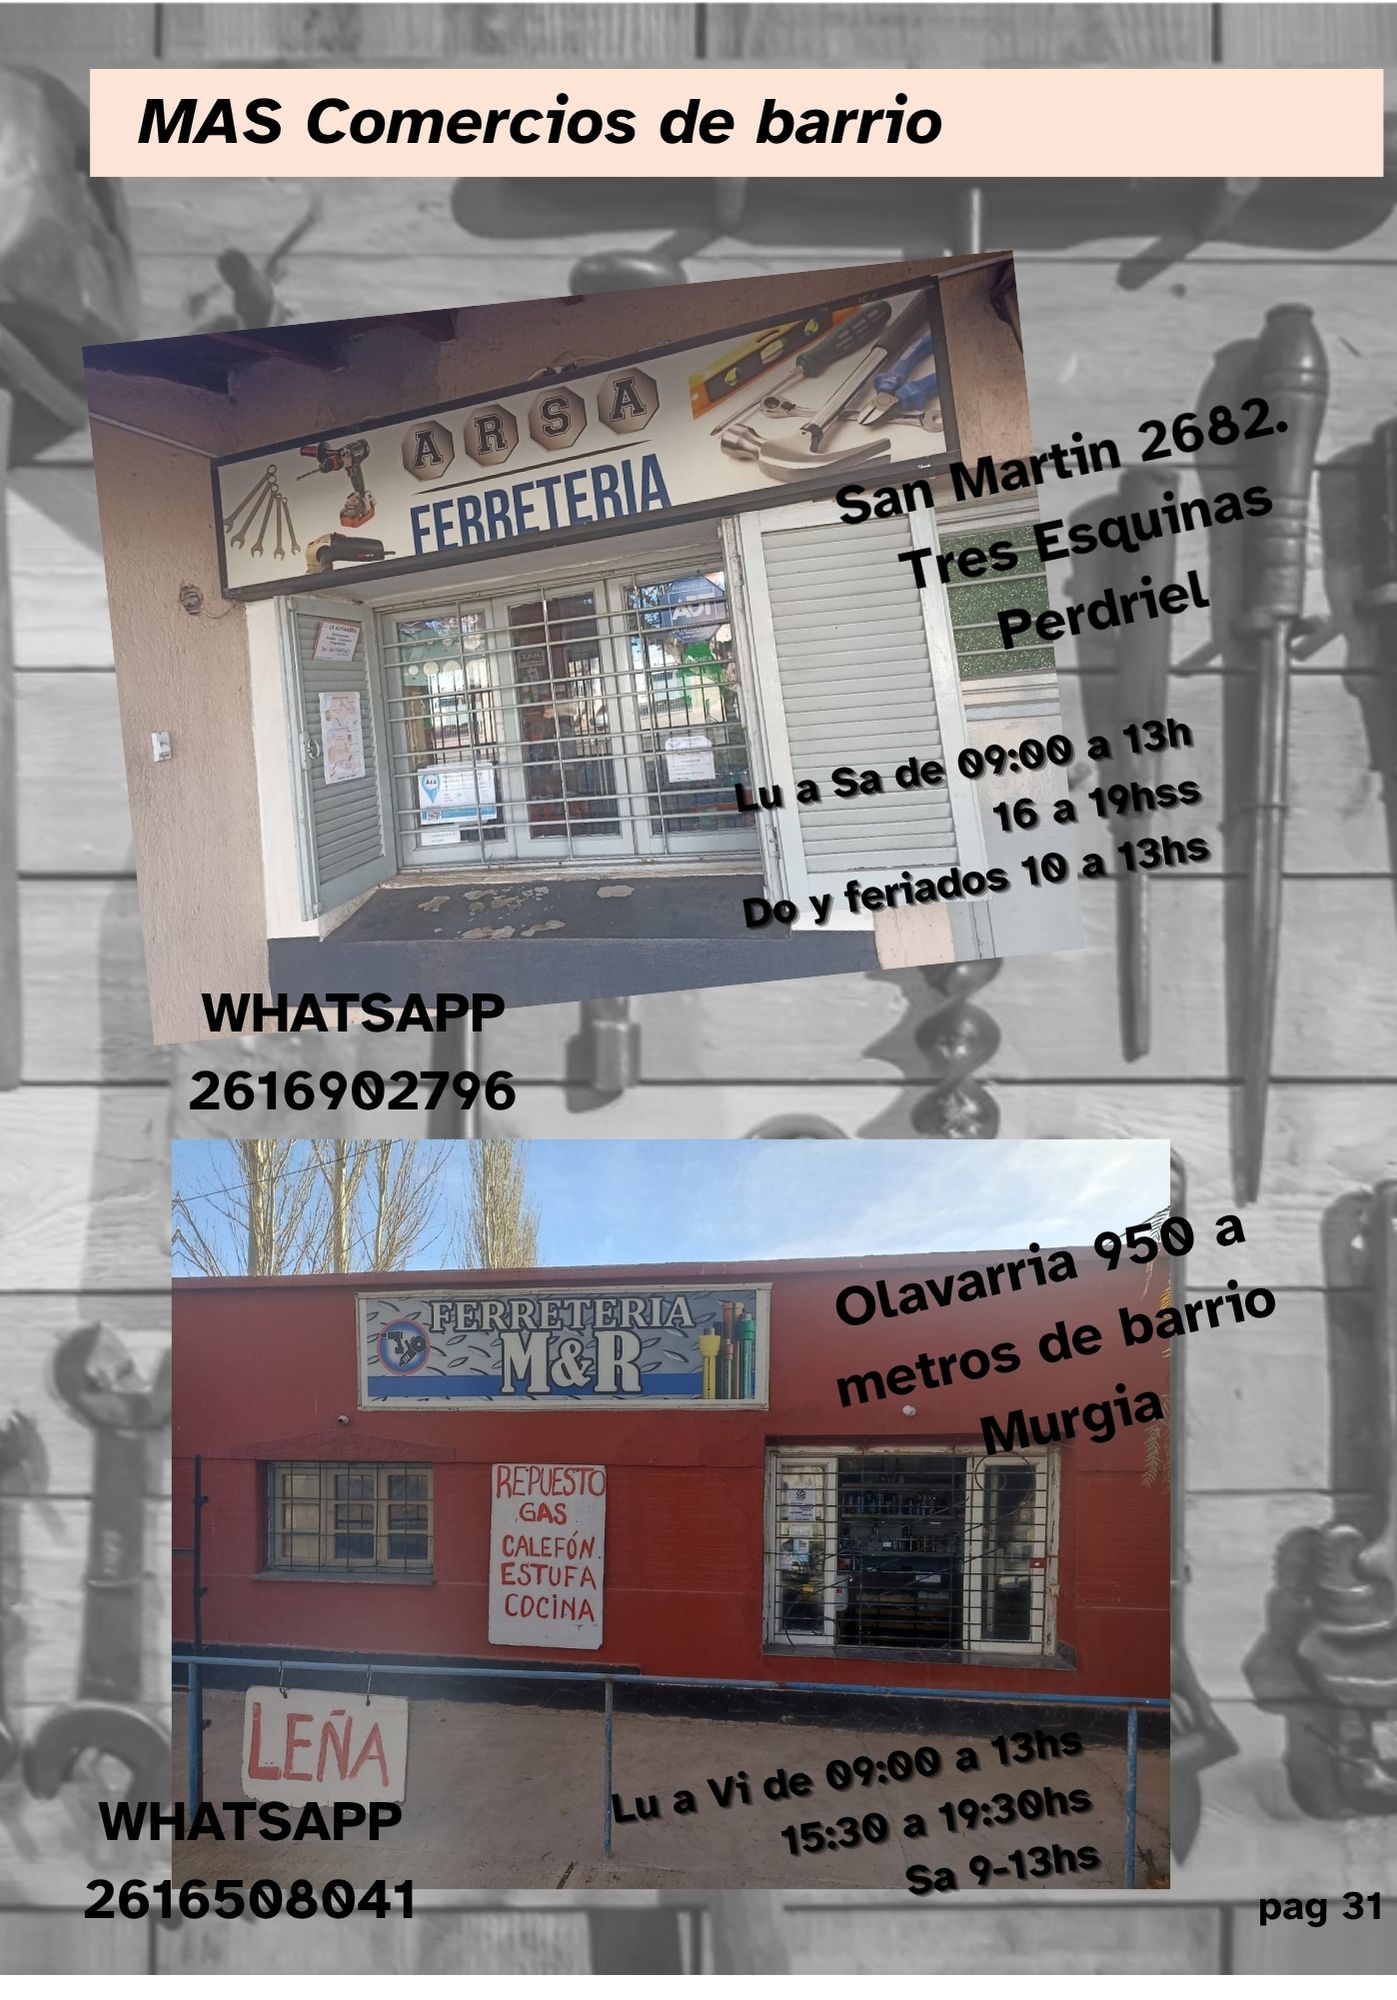 MAS Comercios de barrio
ARSA
FERRETERIA
San Martin 2682.
Tres Esquinas
Perdriel
ADT
Lu a Sa de 09:00 a 13h
16 a 19hss
Do y feriados 10 a 13hs
WHATSAPP
2616902796
Olavarria 950 a
metros de barrio
Murgia
FERRETERIA
M&R
REPUESTO
GAS
CALEFÓN
ESTUFA
COCINA
LEÑA
Lu a Vi de 09:00 a 13hs
15:30 a 19:30hs
Sa 9-13hs
WHATSAPP
2616508041
pag 31